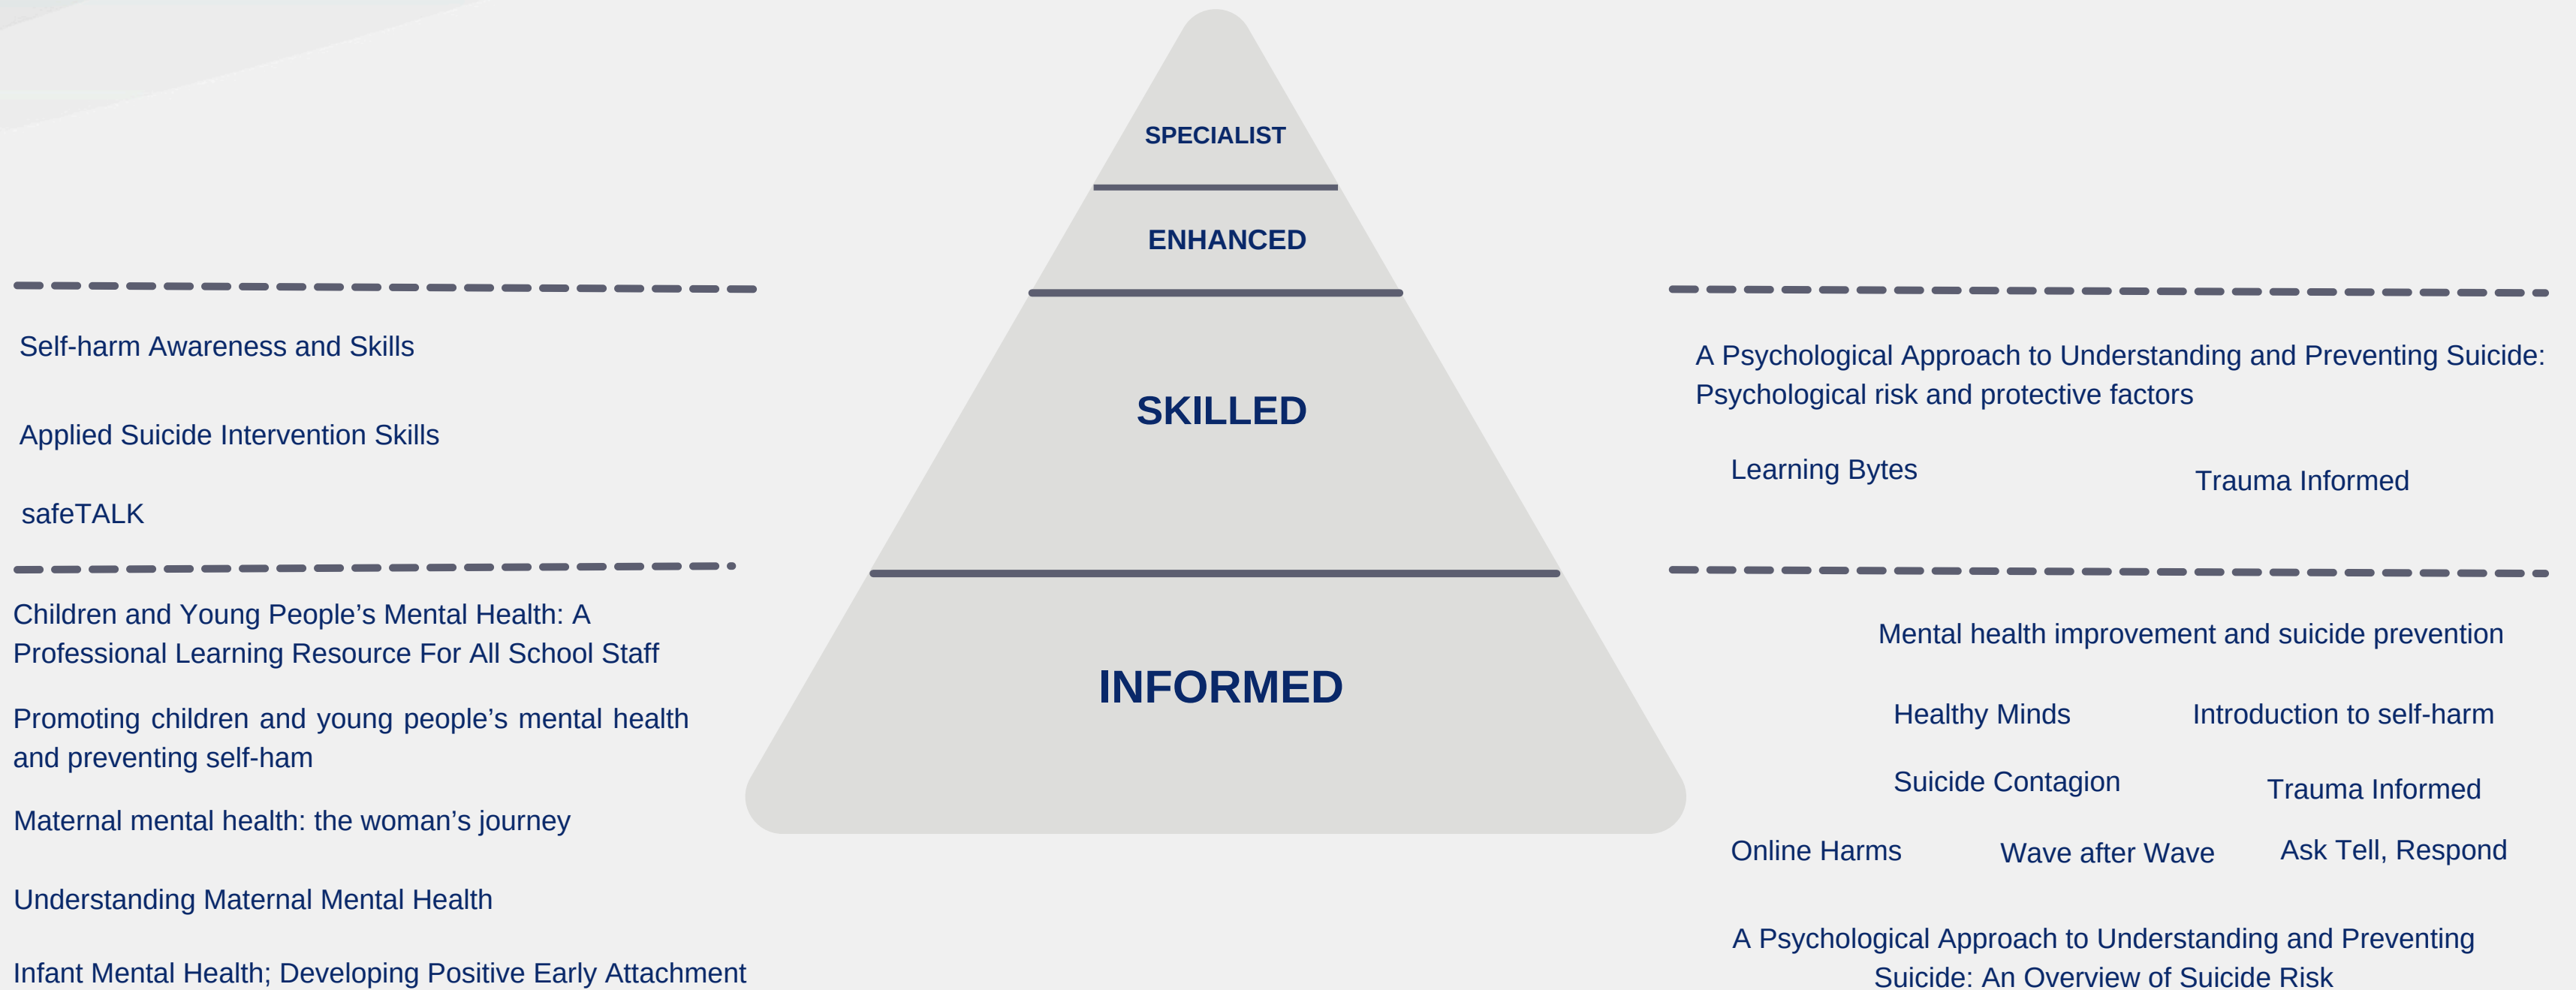 SPECIALIST
ENHANCED
SKILLED
INFORMED
Self-harm Awareness and Skills
Applied Suicide Intervention Skills
safeTALK
Children and Young People’s Mental Health: A
Professional Learning Resource For All School Staff
Promoting children and young people’s mental health
and preventing self-ham
Maternal mental health: the woman’s journey
Understanding Maternal Mental Health
Infant Mental Health; Developing Positive Early Attachment
A Psychological Approach to Understanding and Preventing Suicide:
Psychological risk and protective factors
Learning Bytes
Trauma Informed
Mental health improvement and suicide prevention
Healthy Minds
Introduction to self-harm
Suicide Contagion
Trauma Informed
Online Harms
Wave after Wave
Ask Tell, Respond
A Psychological Approach to Understanding and Preventing
Suicide: An Overview of Suicide Risk